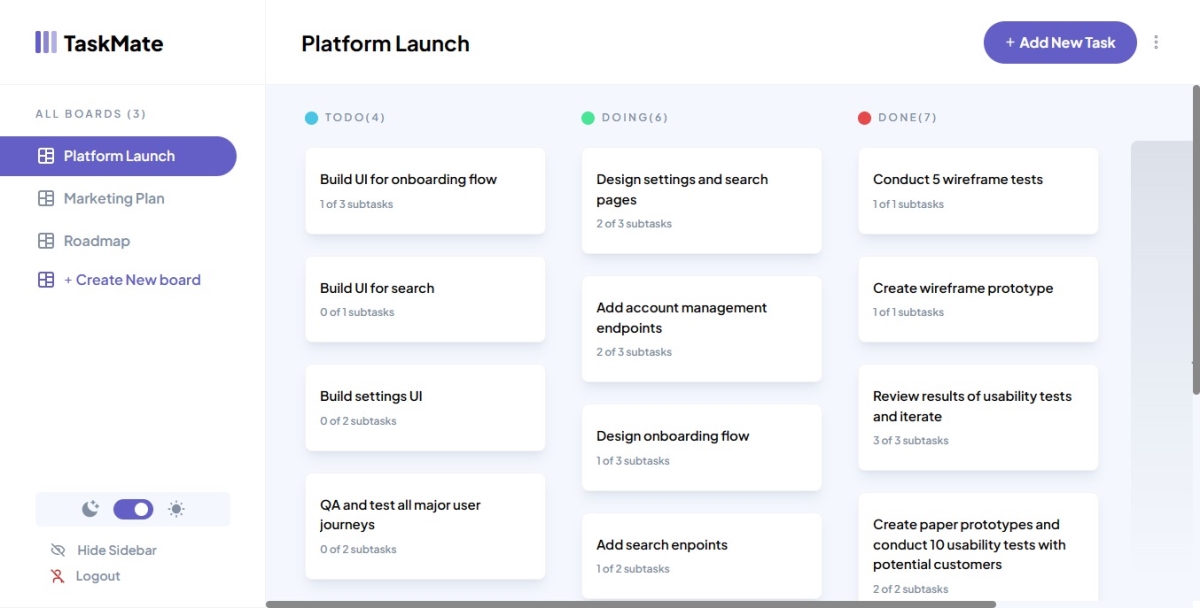 TaskMate
Platform Launch
+ Add New Task
ALL BOARDS (3)
Platform Launch
Marketing Plan
Roadmap
+ Create New board
Hide Sidebar
Logout
TODO(4)
Build UI for onboarding flow
1 of 3 subtasks
Build UI for search
0 of 1 subtasks
Build settings UI
0 of 2 subtasks
QA and test all major user
journeys
0 of 2 subtasks
DOING(6)
Design settings and search
pages
2 of 3 subtasks
Add account management
endpoints
2 of 3 subtasks
Design onboarding flow
1 of 3 subtasks
Add search enpoints
1 of 2 subtasks
DONE(7)
Conduct 5 wireframe tests
1 of 1 subtasks
Create wireframe prototype
1 of 1 subtasks
Review results of usability tests
and iterate
3 of 3 subtasks
Create paper prototypes and
conduct 10 usability tests with
potential customers
2 of 2 subtasks